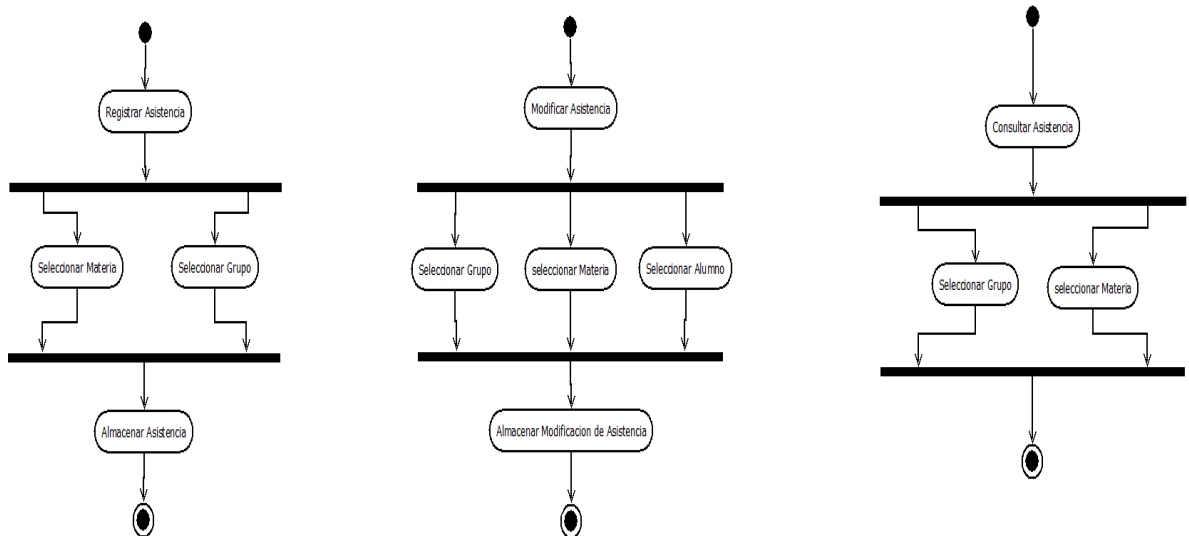 Registrar Asistencia
Seleccionar Materia
Seleccionar Grupo
Almacenar Asistencia
Modificar Asistencia
Seleccionar Grupo
seleccionar Materia
Seleccionar Alumno
Almacenar Modificacion de Asistencia
Consultar Asistencia
Seleccionar Grupo
seleccionar Materia